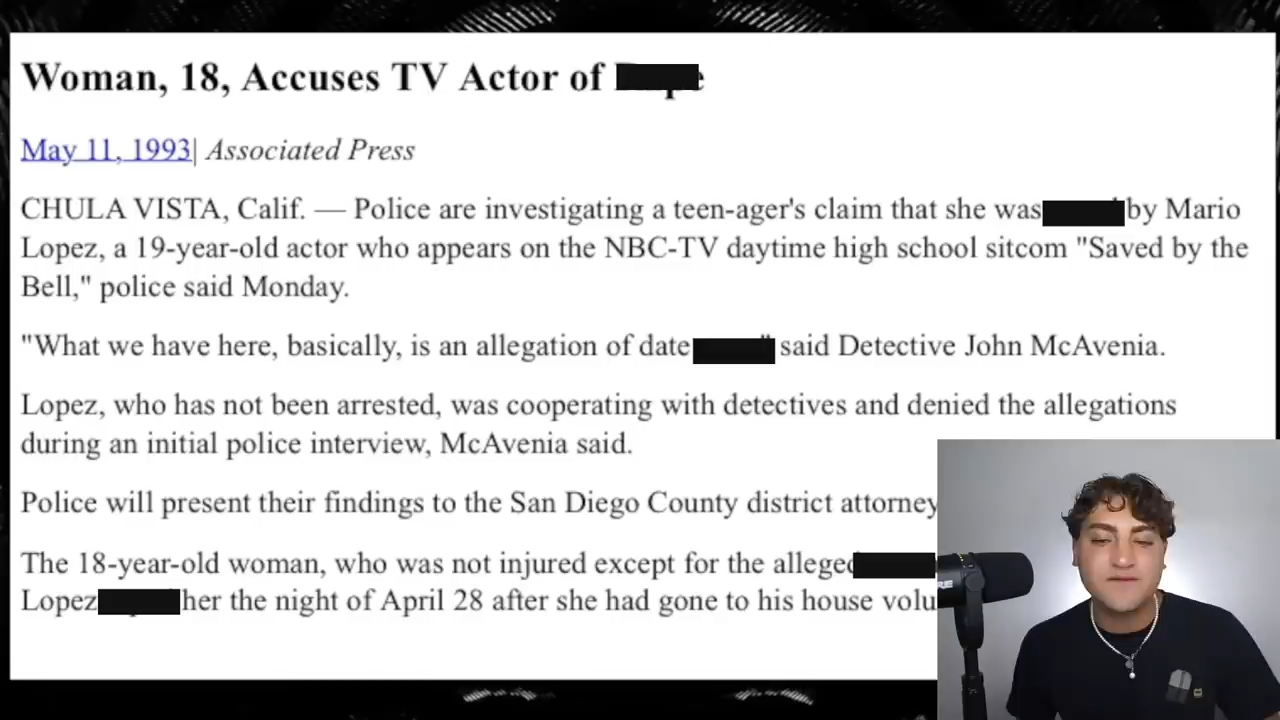 Woman, 18, Accuses TV Actor of
May 11, 1993| Associated Press
CHULA VISTA, Calif. — Police are investigating a teen-ager's claim that she was by Mario
Lopez, a 19-year-old actor who appears on the NBC-TV daytime high school sitcom "Saved by the
Bell," police said Monday.
"What we have here, basically, is an allegation of date " said Detective John McAvenia.
Lopez, who has not been arrested, was cooperating with detectives and denied the allegations
during an initial police interview, McAvenia said.
Police will present their findings to the San Diego County district attorney
The 18-year-old woman, who was not injured except for the alleged
Lopez her the night of April 28 after she had gone to his house